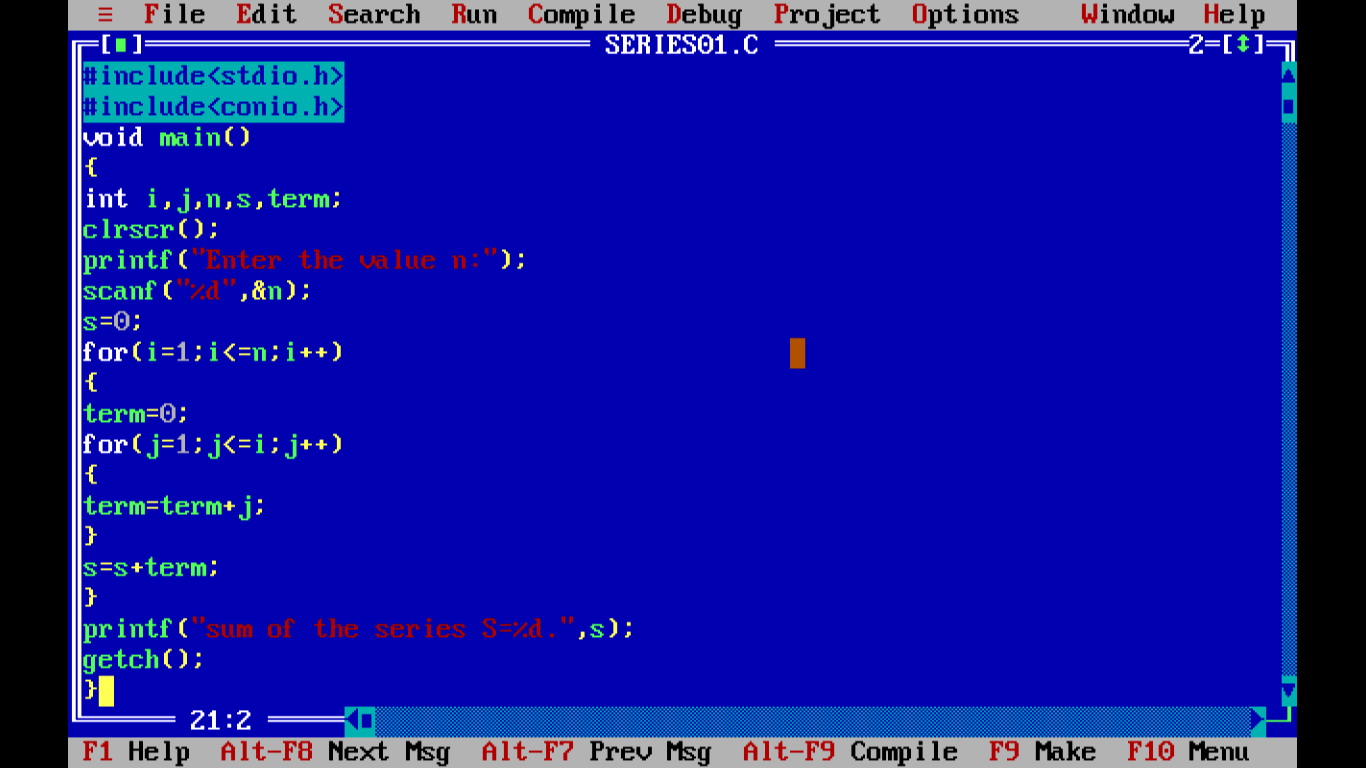 ≡ File Edit Search Run Compile Debug Project Options Window Help
[■] SERIES01.C 2=[↕]
#include<stdio.h>
#include<conio.h>
void main()
{
int i,j,n,s,term;
clrscr();
printf("Enter the value n:");
scanf("%d",&n);
s=0;
for(i=1;i<=n;i++)
{
term=0;
for(j=1;j<=i;j++)
{
term=term+j;
}
s=s+term;
}
printf("sum of the series S=%d.",s);
getch();
}
21:2
F1 Help Alt-F8 Next Msg Alt-F7 Prev Msg Alt-F9 Compile F9 Make F10 Menu